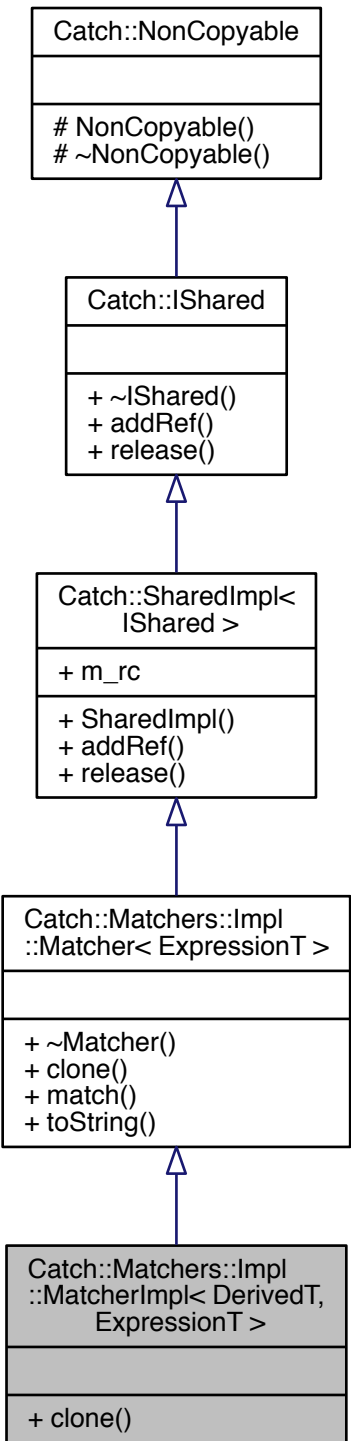 Catch::NonCopyable
# NonCopyable()
# ~NonCopyable()
Catch::IShared
+ ~IShared()
+ addRef()
+ release()
Catch::SharedImpl<
IShared >
+ m_rc
+ SharedImpl()
+ addRef()
+ release()
Catch::Matchers::Impl
::Matcher< ExpressionT >
+ ~Matcher()
+ clone()
+ match()
+ toString()
Catch::Matchers::Impl
::MatcherImpl< DerivedT,
ExpressionT >
+ clone()